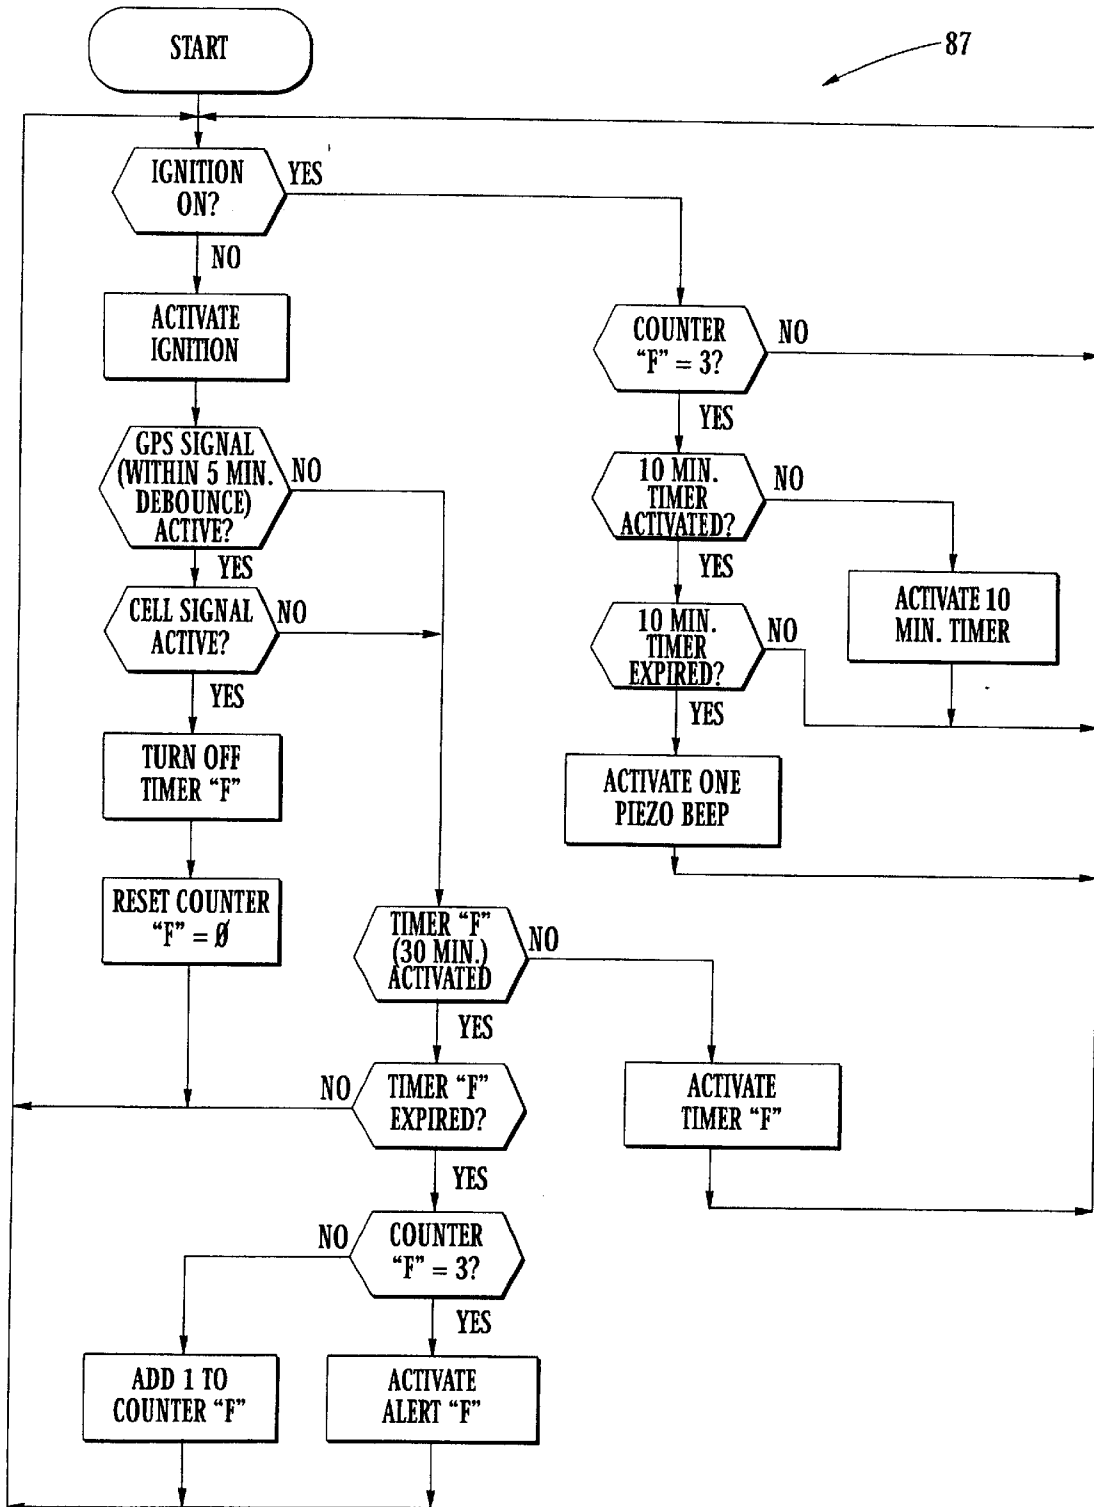 START
87
IGNITION
ON?
YES
NO
ACTIVATE
IGNITION
COUNTER
“F” = 3?
NO
YES
GPS SIGNAL
(WITHIN 5 MIN.
DEBOUNCE)
ACTIVE?
NO
YES
10 MIN.
TIMER
ACTIVATED?
NO
YES
CELL SIGNAL
ACTIVE?
NO
YES
ACTIVATE 10
MIN. TIMER
10 MIN.
TIMER
EXPIRED?
NO
YES
TURN OFF
TIMER “F”
ACTIVATE ONE
PIEZO BEEP
RESET COUNTER
“F” = Ø
TIMER “F”
(30 MIN.)
ACTIVATED
NO
YES
TIMER “F”
EXPIRED?
NO
YES
ACTIVATE
TIMER “F”
COUNTER
“F” = 3?
NO
YES
ADD 1 TO
COUNTER “F”
ACTIVATE
ALERT “F”